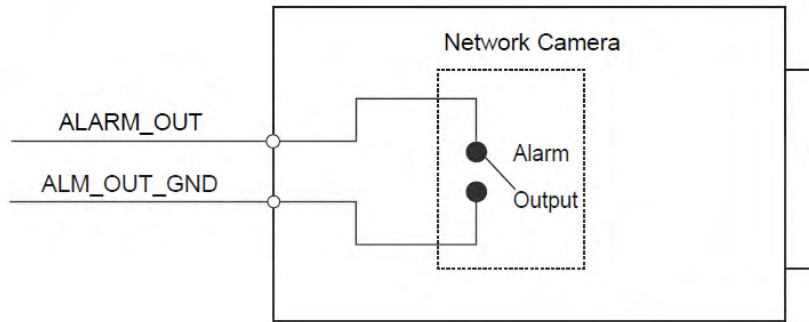 Network Camera
ALARM_OUT
Alarm
ALM_OUT_GND
Output